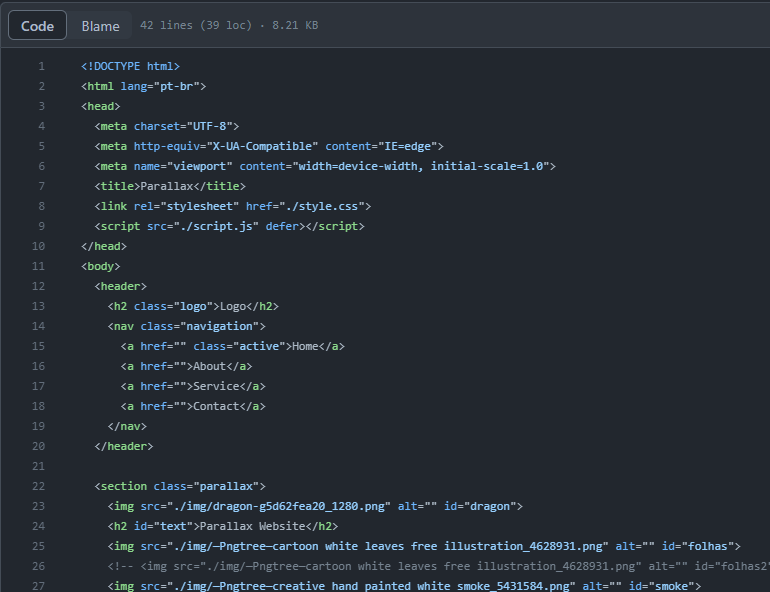 Code Blame 42 lines (39 loc) · 8.21 KB
1 <!DOCTYPE html>
2 <html lang="pt-br">
3 <head>
4 <meta charset="UTF-8">
5 <meta http-equiv="X-UA-Compatible" content="IE=edge">
6 <meta name="viewport" content="width=device-width, initial-scale=1.0">
7 <title>Parallax</title>
8 <link rel="stylesheet" href="./style.css">
9 <script src="./script.js" defer></script>
10 </head>
11 <body>
12 <header>
13 <h2 class="logo">Logo</h2>
14 <nav class="navigation">
15 <a href="" class="active">Home</a>
16 <a href="">About</a>
17 <a href="">Service</a>
18 <a href="">Contact</a>
19 </nav>
20 </header>
21
22 <section class="parallax">
23 <img src="./img/dragon-g5d62fea20_1280.png" alt="" id="dragon">
24 <h2 id="text">Parallax Website</h2>
25 <img src="./img/—Pngtree—cartoon white leaves free illustration_4628931.png" alt="" id="folhas">
26 <!-- <img src="./img/—Pngtree—cartoon white leaves free illustration_4628931.png" alt="" id="folhas2"
27 <img src="./img/—Pngtree—creative hand painted white smoke_5431584.png" alt="" id="smoke">